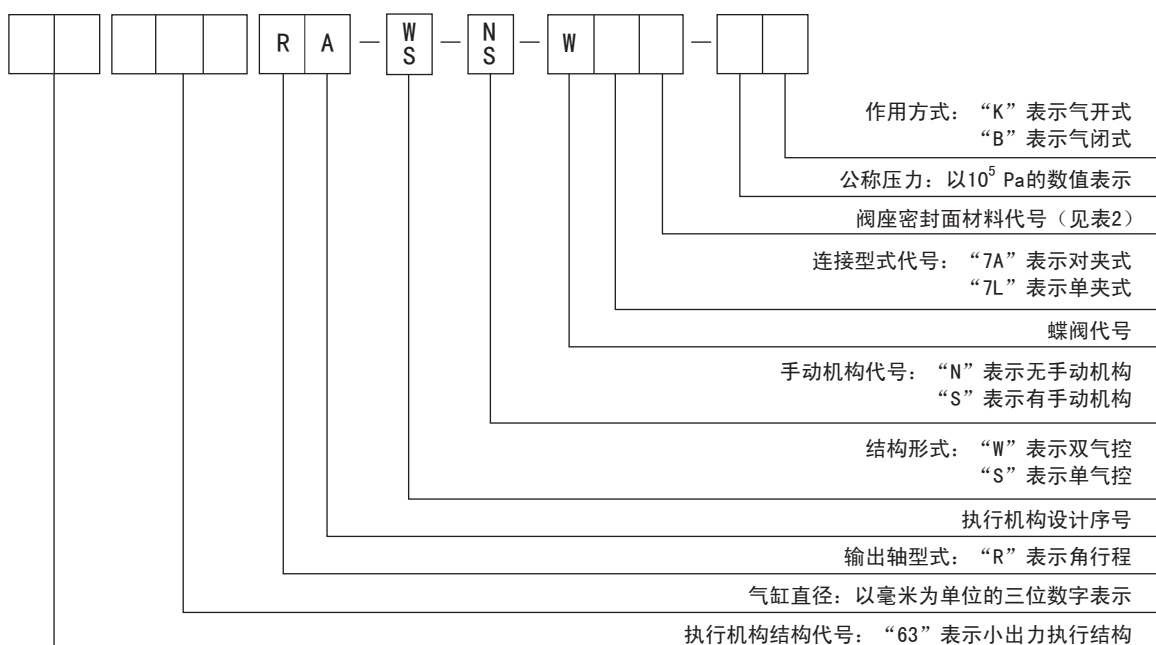 R A — W S — N S — W —
作用方式：“K”表示气开式
“B”表示气闭式
公称压力：以10⁵ Pa的数值表示
阀座密封面材料代号（见表2）
连接型式代号：“7A”表示对夹式
“7L”表示单夹式
蝶阀代号
手动机构代号：“N”表示无手动机构
“S”表示有手动机构
结构形式：“W”表示双气控
“S”表示单气控
执行机构设计序号
输出轴型式：“R”表示角行程
气缸直径：以毫米为单位的三位数字表示
执行机构结构代号：“63”表示小出力执行结构